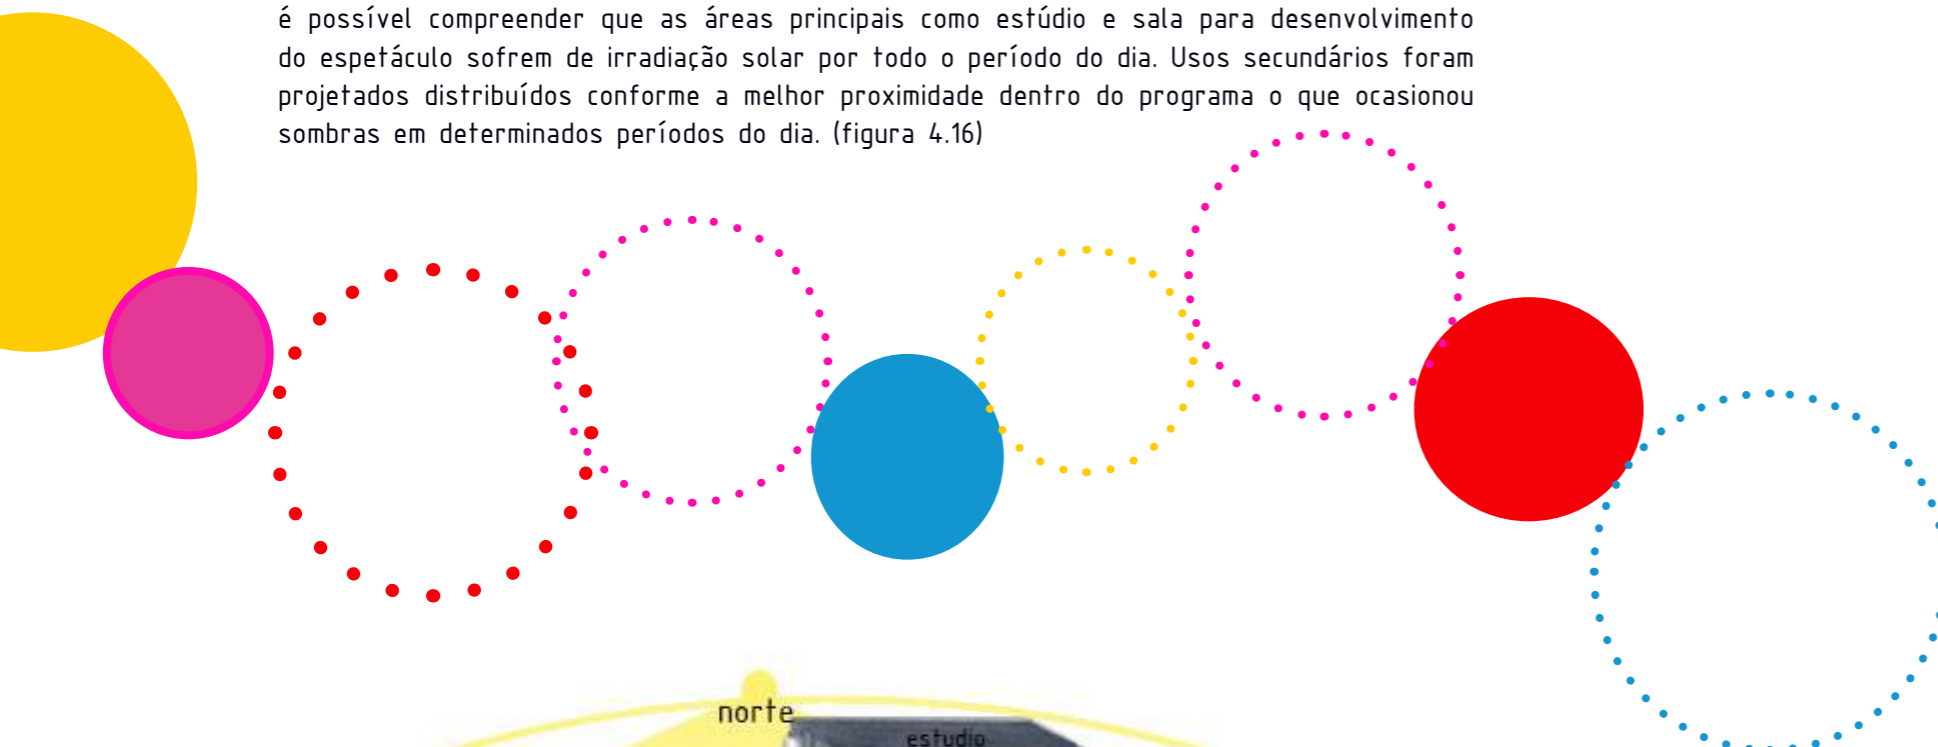 é possível compreender que as áreas principais como estúdio e sala para desenvolvimento
do espetáculo sofrem de irradiação solar por todo o período do dia. Usos secundários foram
projetados distribuídos conforme a melhor proximidade dentro do programa o que ocasionou
sombras em determinados períodos do dia. (figura 4.16)
norte
estudio